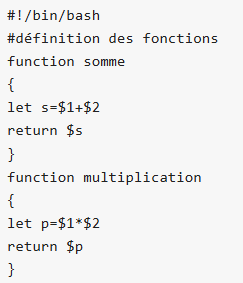 #!/bin/bash
#définition des fonctions
function somme
{
let s=$1+$2
return $s
}
function multiplication
{
let p=$1*$2
return $p
}